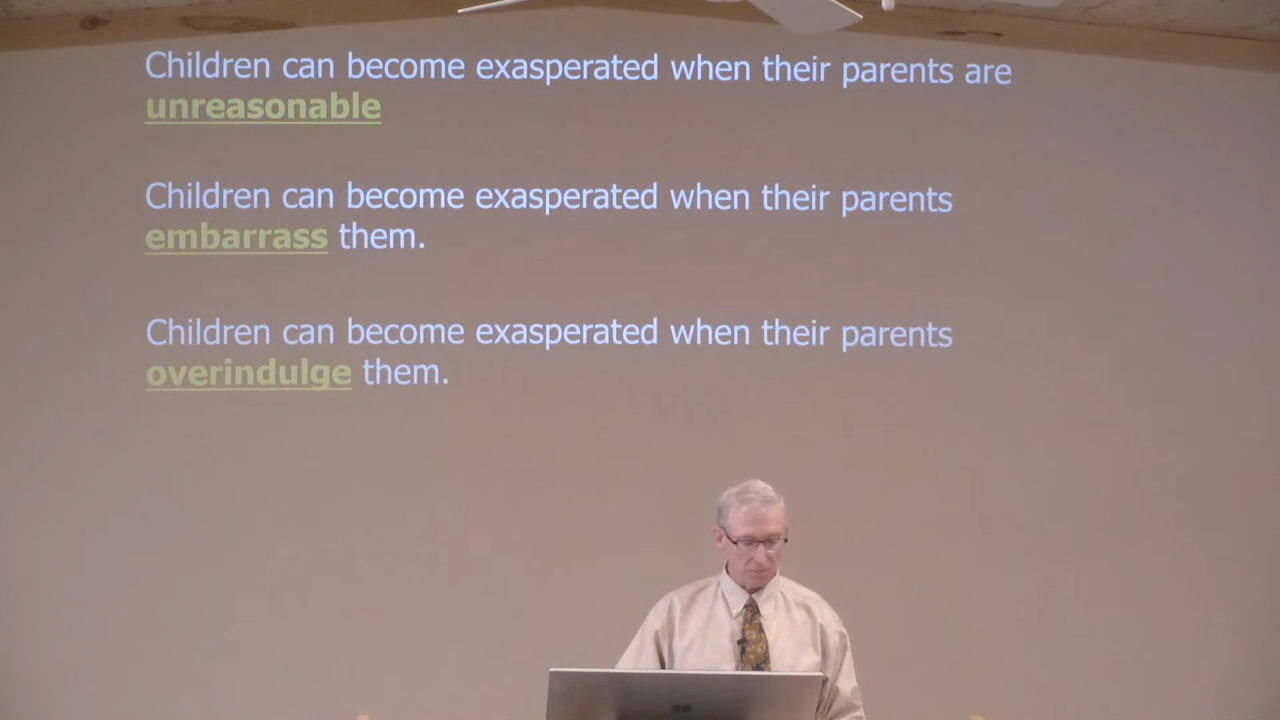 Children can become exasperated when their parents are
unreasonable
Children can become exasperated when their parents
embarrass them.
Children can become exasperated when their parents
overindulge them.